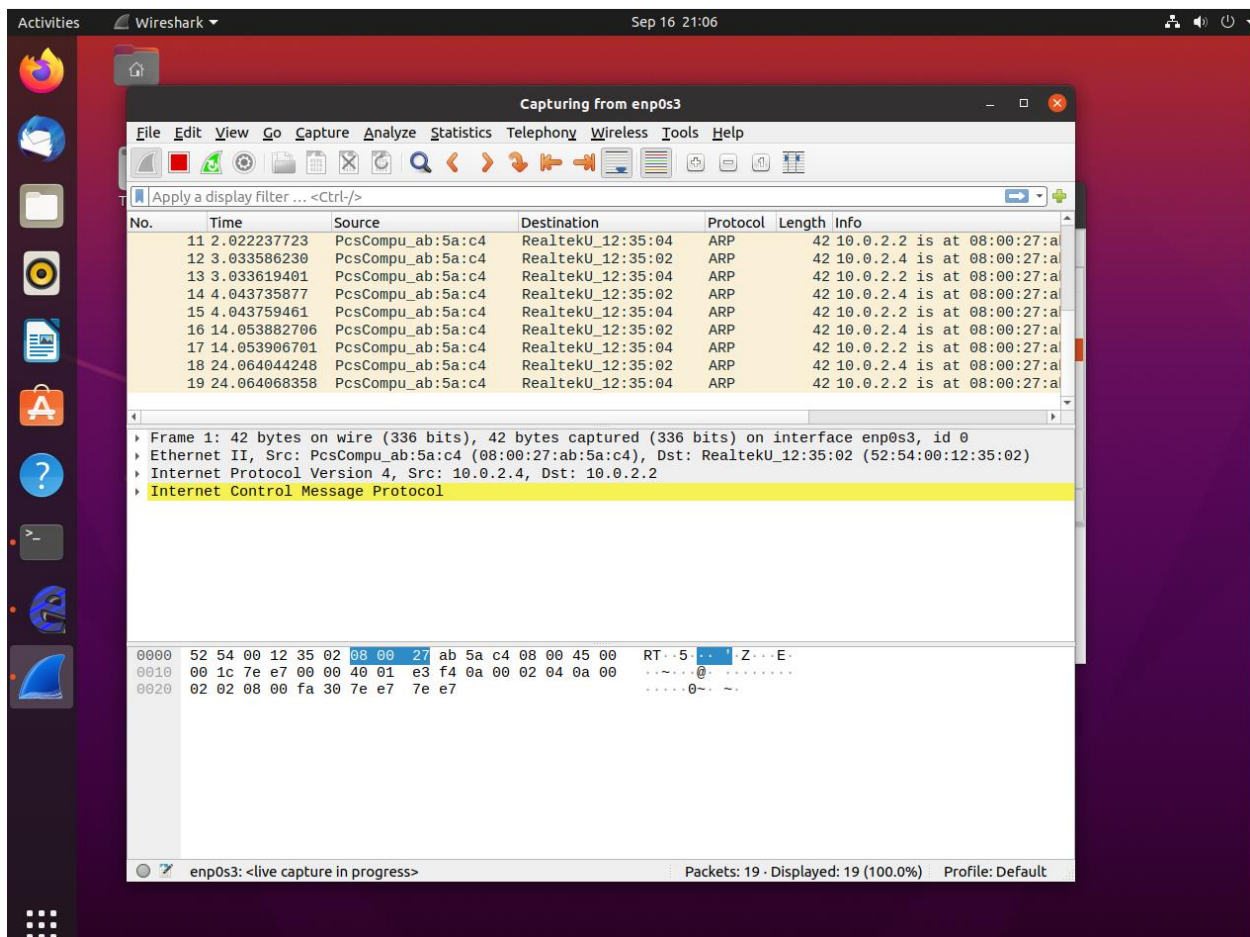 Activities Wireshark Sep 16 21:06
Capturing from enp0s3
File Edit View Go Capture Analyze Statistics Telephony Wireless Tools Help
Apply a display filter … <Ctrl-/>
No. Time Source Destination Protocol Length Info
11 2.022237723 PcsCompu_ab:5a:c4 RealtekU_12:35:04 ARP 42 10.0.2.2 is at 08:00:27:a
12 3.033586230 PcsCompu_ab:5a:c4 RealtekU_12:35:02 ARP 42 10.0.2.4 is at 08:00:27:a
13 3.033619401 PcsCompu_ab:5a:c4 RealtekU_12:35:04 ARP 42 10.0.2.2 is at 08:00:27:a
14 4.043735877 PcsCompu_ab:5a:c4 RealtekU_12:35:02 ARP 42 10.0.2.4 is at 08:00:27:a
15 4.043759461 PcsCompu_ab:5a:c4 RealtekU_12:35:04 ARP 42 10.0.2.2 is at 08:00:27:a
16 14.053882706 PcsCompu_ab:5a:c4 RealtekU_12:35:02 ARP 42 10.0.2.4 is at 08:00:27:a
17 14.053906701 PcsCompu_ab:5a:c4 RealtekU_12:35:04 ARP 42 10.0.2.2 is at 08:00:27:a
18 24.064044248 PcsCompu_ab:5a:c4 RealtekU_12:35:02 ARP 42 10.0.2.4 is at 08:00:27:a
19 24.064068358 PcsCompu_ab:5a:c4 RealtekU_12:35:04 ARP 42 10.0.2.2 is at 08:00:27:a
Frame 1: 42 bytes on wire (336 bits), 42 bytes captured (336 bits) on interface enp0s3, id 0
Ethernet II, Src: PcsCompu_ab:5a:c4 (08:00:27:ab:5a:c4), Dst: RealtekU_12:35:02 (52:54:00:12:35:02)
Internet Protocol Version 4, Src: 10.0.2.4, Dst: 10.0.2.2
Internet Control Message Protocol
0000 52 54 00 12 35 02 08 00 27 ab 5a c4 08 00 45 00 RT··5···'·Z···E·
0010 00 1c 7e e7 00 00 40 01 e3 f4 0a 00 02 04 0a 00 ··~···@·········
0020 02 02 08 00 fa 30 7e e7 7e e7 ·····0~·~·
enp0s3: <live capture in progress> Packets: 19 · Displayed: 19 (100.0%) Profile: Default